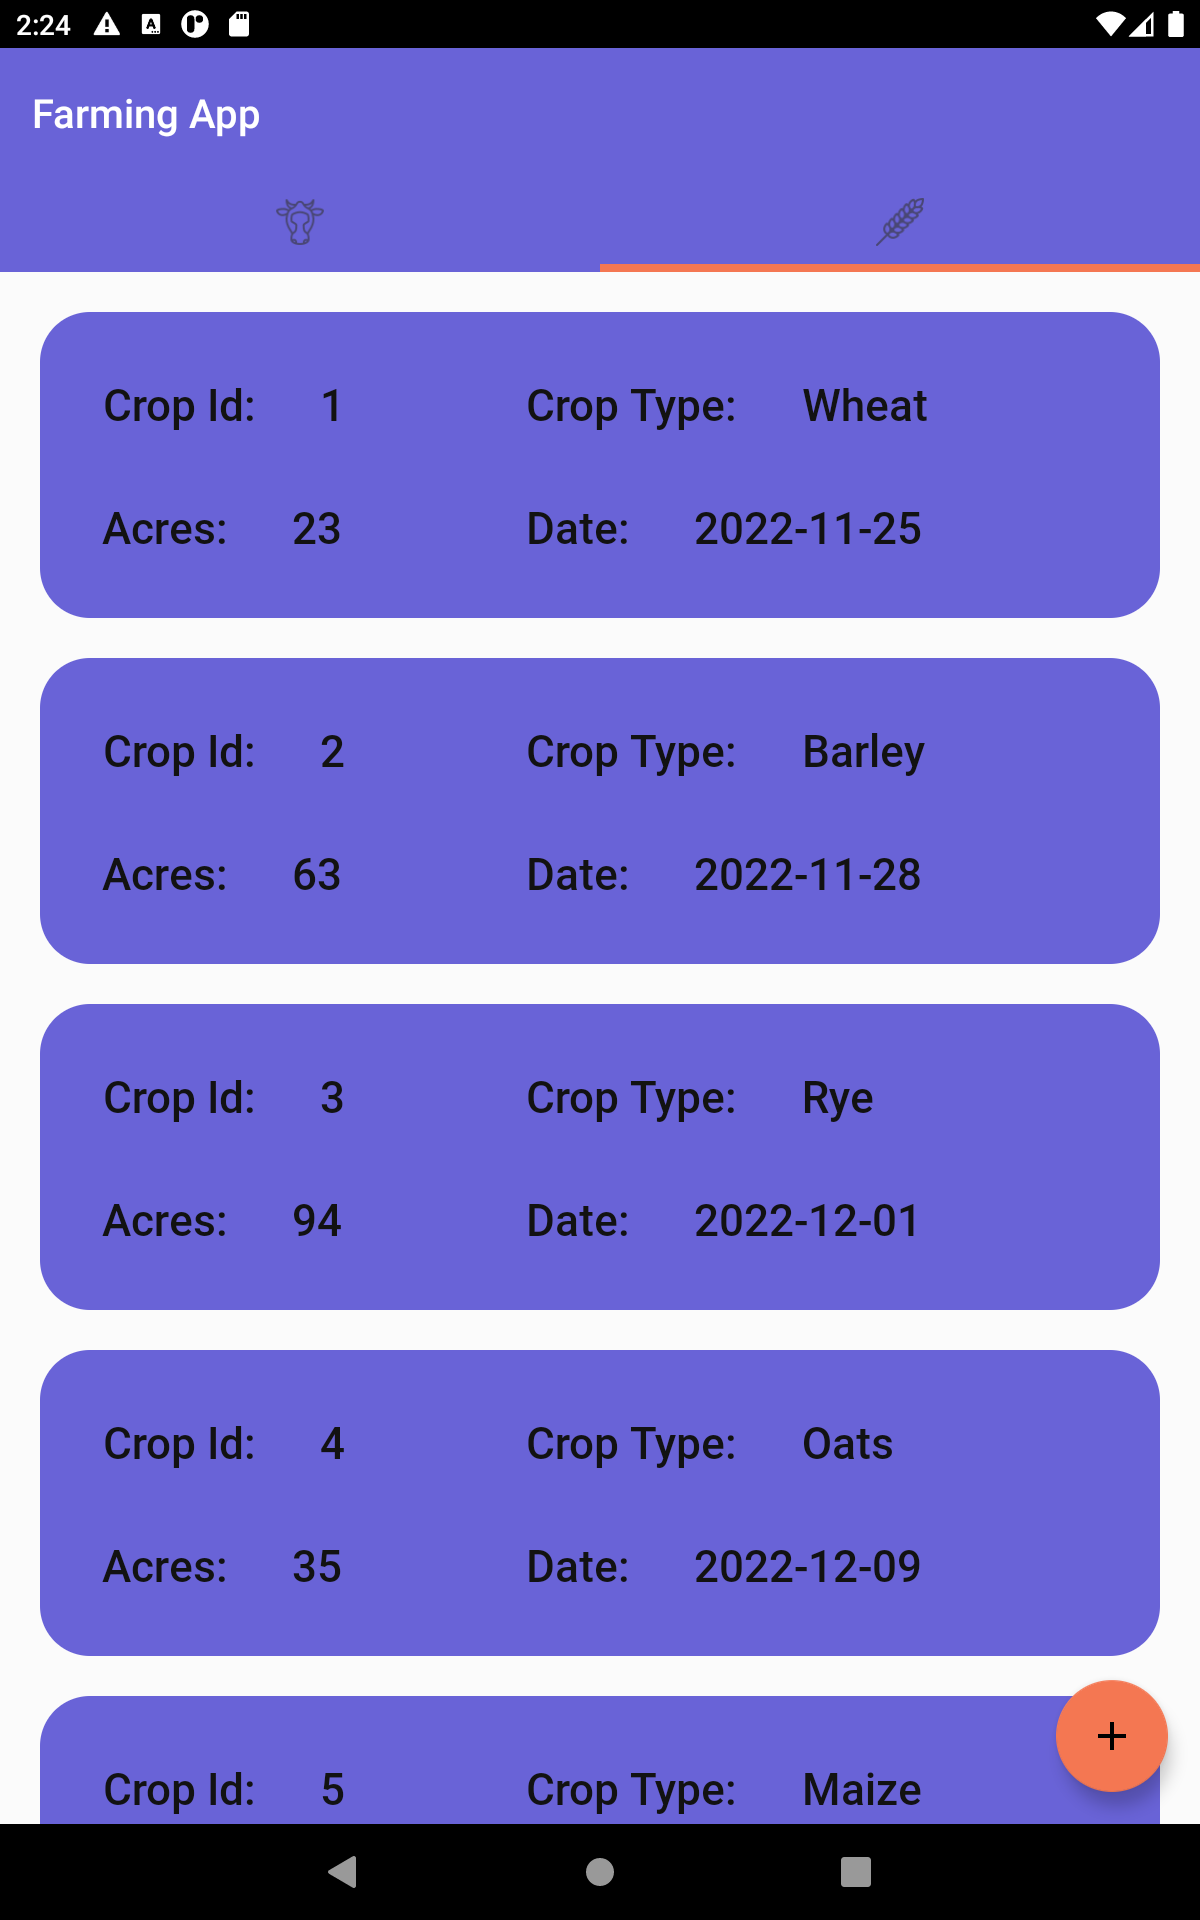 2:24
Farming App
Crop Id: 1 Crop Type: Wheat
Acres: 23 Date: 2022-11-25
Crop Id: 2 Crop Type: Barley
Acres: 63 Date: 2022-11-28
Crop Id: 3 Crop Type: Rye
Acres: 94 Date: 2022-12-01
Crop Id: 4 Crop Type: Oats
Acres: 35 Date: 2022-12-09
Crop Id: 5 Crop Type: Maize